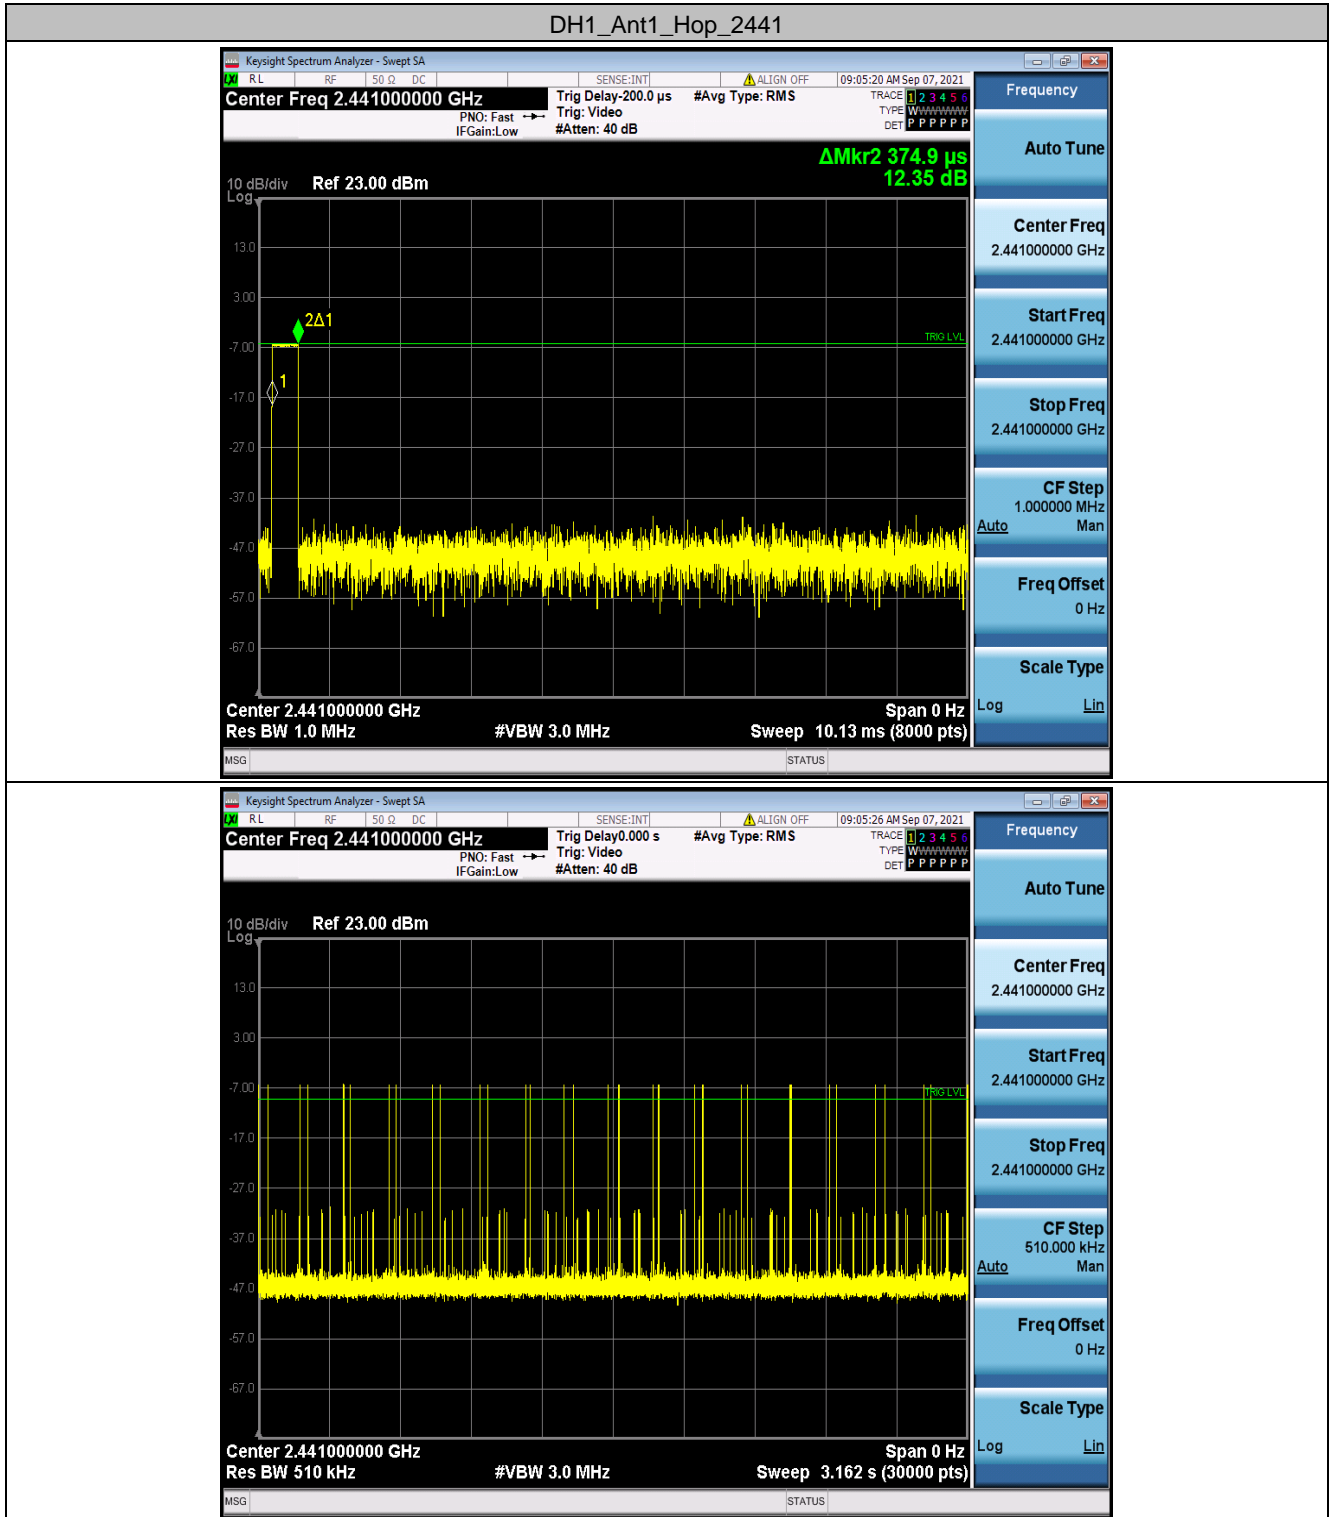 DH1_Ant1_Hop_2441
Keysight Spectrum Analyzer - Swept SA
LXI RL RF 50 Ω DC SENSE:INT ALIGN OFF 09:05:20 AM Sep 07, 2021
Center Freq 2.441000000 GHz
PNO: Fast
IFGain:Low
Trig Delay-200.0 µs
Trig: Video
#Atten: 40 dB
#Avg Type: RMS
TRACE 1 2 3 4 5 6
TYPE WWWWWW
DET P P P P P P
ΔMkr2 374.9 µs
12.35 dB
10 dB/div
Log
Ref 23.00 dBm
13.0
3.00
-7.00
-17.0
-27.0
-37.0
-47.0
-57.0
-67.0
2Δ1
1
TRIG LVL
Center 2.441000000 GHz
Span 0 Hz
Res BW 1.0 MHz
#VBW 3.0 MHz
Sweep 10.13 ms (8000 pts)
MSG
STATUS
Frequency
Auto Tune
Center Freq
2.441000000 GHz
Start Freq
2.441000000 GHz
Stop Freq
2.441000000 GHz
CF Step
1.000000 MHz
Auto Man
Freq Offset
0 Hz
Scale Type
Log Lin
Keysight Spectrum Analyzer - Swept SA
LXI RL RF 50 Ω DC SENSE:INT ALIGN OFF 09:05:26 AM Sep 07, 2021
Center Freq 2.441000000 GHz
PNO: Fast
IFGain:Low
Trig Delay0.000 s
Trig: Video
#Atten: 40 dB
#Avg Type: RMS
TRACE 1 2 3 4 5 6
TYPE WWWWWW
DET P P P P P P
10 dB/div
Log
Ref 23.00 dBm
13.0
3.00
-7.00
-17.0
-27.0
-37.0
-47.0
-57.0
-67.0
TRIG LVL
Center 2.441000000 GHz
Span 0 Hz
Res BW 510 kHz
#VBW 3.0 MHz
Sweep 3.162 s (30000 pts)
MSG
STATUS
Frequency
Auto Tune
Center Freq
2.441000000 GHz
Start Freq
2.441000000 GHz
Stop Freq
2.441000000 GHz
CF Step
510.000 kHz
Auto Man
Freq Offset
0 Hz
Scale Type
Log Lin